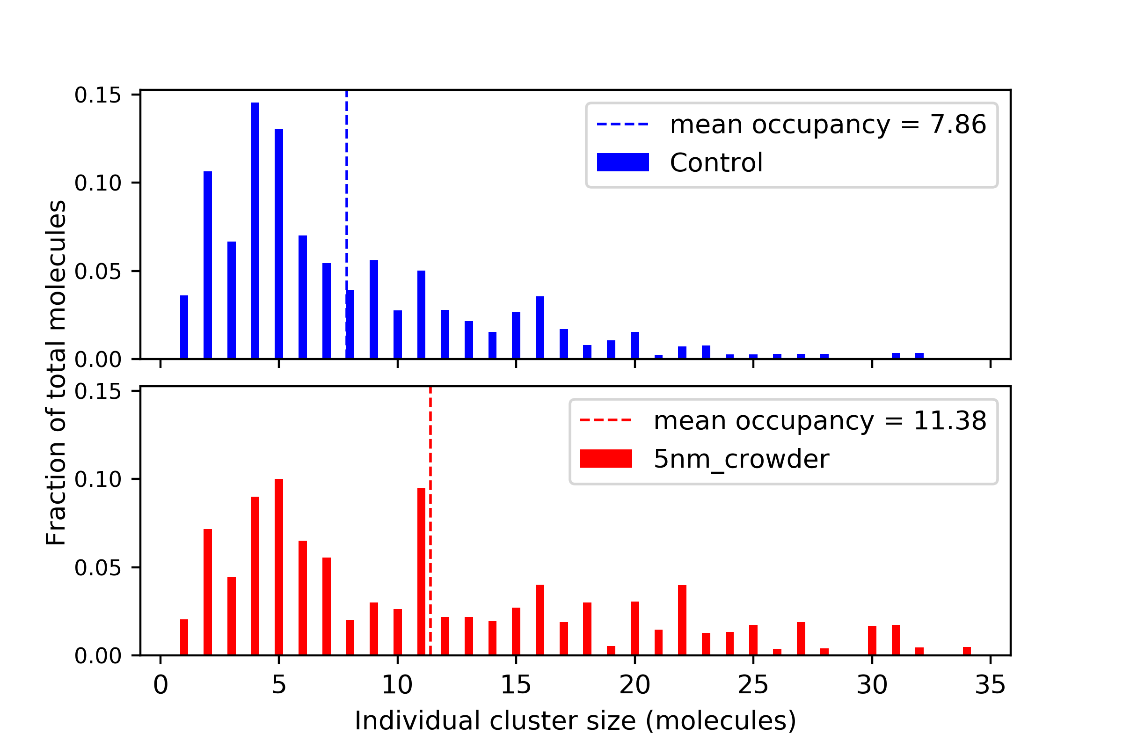 Fraction of total molecules
0.15
0.10
0.05
0.00
mean occupancy = 7.86
Control
0.15
0.10
0.05
0.00
mean occupancy = 11.38
5nm_crowder
0 5 10 15 20 25 30 35
Individual cluster size (molecules)